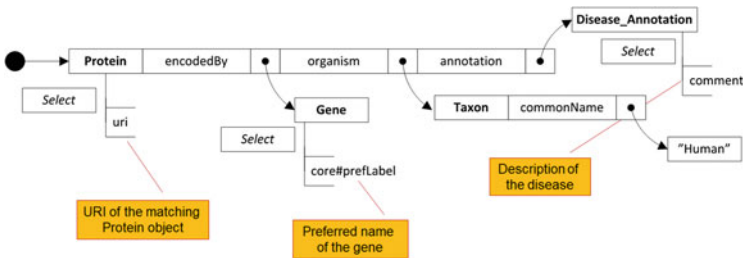 Disease_Annotation
Protein encodedBy organism annotation
Select
comment
Select
uri
Gene
Taxon commonName
Select
"Human"
core#prefLabel
Description of
the disease
URI of the matching
Protein object
Preferred name
of the gene